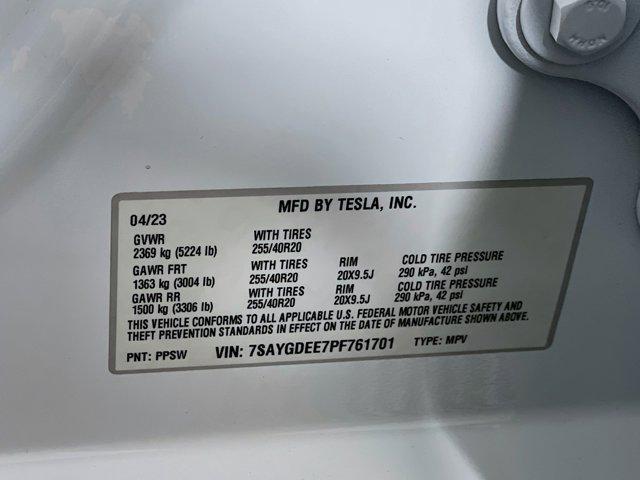 MFD BY TESLA, INC.
04/23
GVWR WITH TIRES
2369 kg (5224 lb) 255/40R20
GAWR FRT WITH TIRES RIM COLD TIRE PRESSURE
1363 kg (3004 lb) 255/40R20 20X9.5J 290 kPa, 42 psi
GAWR RR WITH TIRES RIM COLD TIRE PRESSURE
1500 kg (3306 lb) 255/40R20 20X9.5J 290 kPa, 42 psi
THIS VEHICLE CONFORMS TO ALL APPLICABLE U.S. FEDERAL MOTOR VEHICLE SAFETY AND
THEFT PREVENTION STANDARDS IN EFFECT ON THE DATE OF MANUFACTURE SHOWN ABOVE.
PNT: PPSW VIN: 7SAYGDEE7PF761701 TYPE: MPV